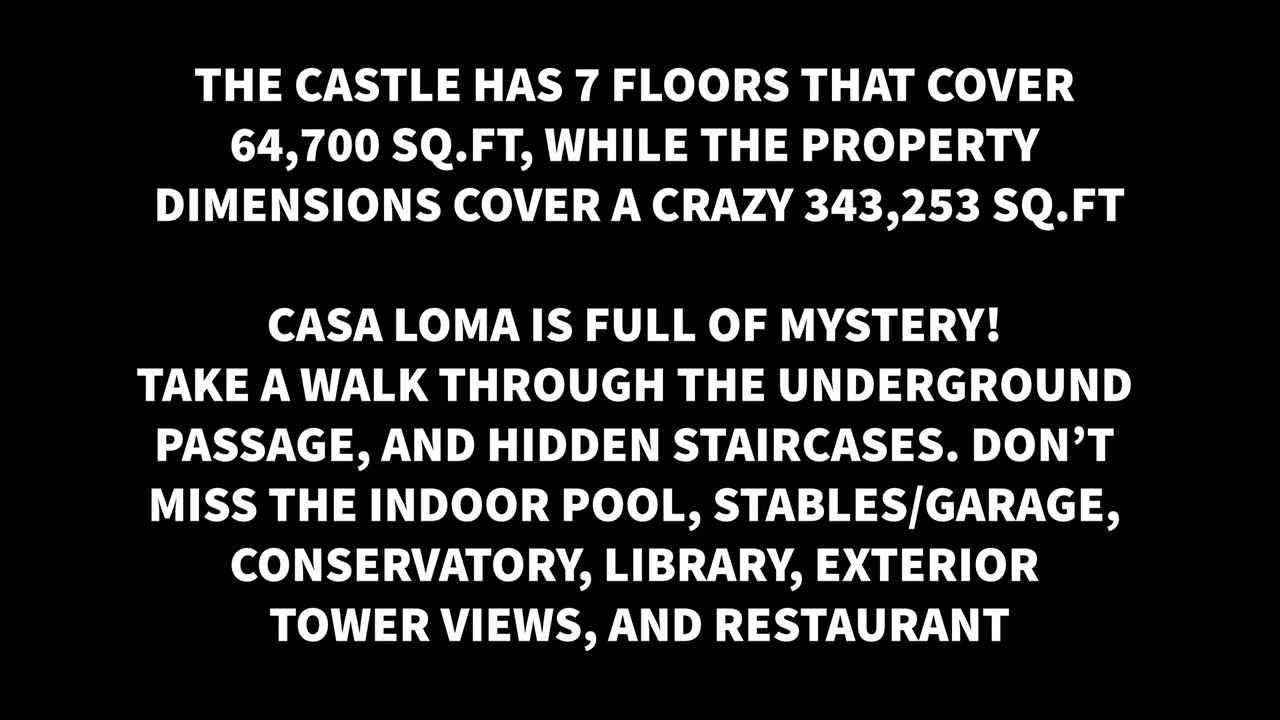 THE CASTLE HAS 7 FLOORS THAT COVER
64,700 SQ.FT, WHILE THE PROPERTY
DIMENSIONS COVER A CRAZY 343,253 SQ.FT
CASA LOMA IS FULL OF MYSTERY!
TAKE A WALK THROUGH THE UNDERGROUND
PASSAGE, AND HIDDEN STAIRCASES. DON’T
MISS THE INDOOR POOL, STABLES/GARAGE,
CONSERVATORY, LIBRARY, EXTERIOR
TOWER VIEWS, AND RESTAURANT